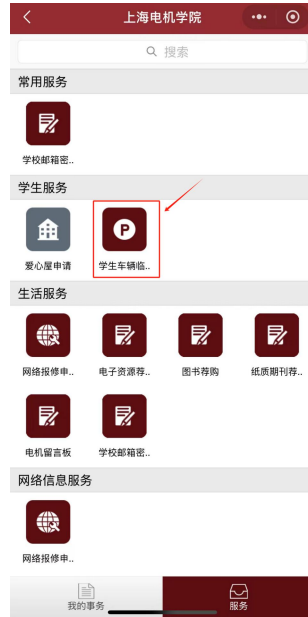 上海电机学院
搜索
常用服务
学校邮箱密..
学生服务
P
爱心屋申请
学生车辆临..
生活服务
网络报修申..
电子资源荐..
图书荐购
纸质期刊荐..
电机留言板
学校邮箱密..
网络信息服务
网络报修申..
我的事务
服务